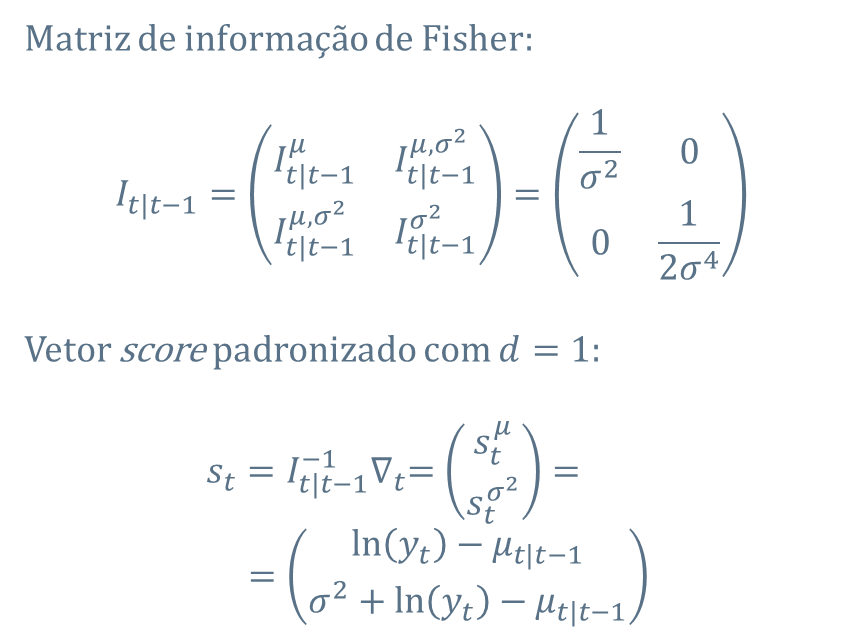 Matriz de informação de Fisher:
$I_{t|t-1} = \begin{pmatrix} I_{t|t-1}^{\mu} & I_{t|t-1}^{\mu,\sigma^2} \\ I_{t|t-1}^{\mu,\sigma^2} & I_{t|t-1}^{\sigma^2} \end{pmatrix} = \begin{pmatrix} \frac{1}{\sigma^2} & 0 \\ 0 & \frac{1}{2\sigma^4} \end{pmatrix}$
Vetor score padronizado com $d = 1$:
$s_t = I_{t|t-1}^{-1} \nabla_t = \begin{pmatrix} s_t^{\mu} \\ s_t^{\sigma^2} \end{pmatrix} =$
$= \begin{pmatrix} \ln(y_t) - \mu_{t|t-1} \\ \sigma^2 + \ln(y_t) - \mu_{t|t-1} \end{pmatrix}$